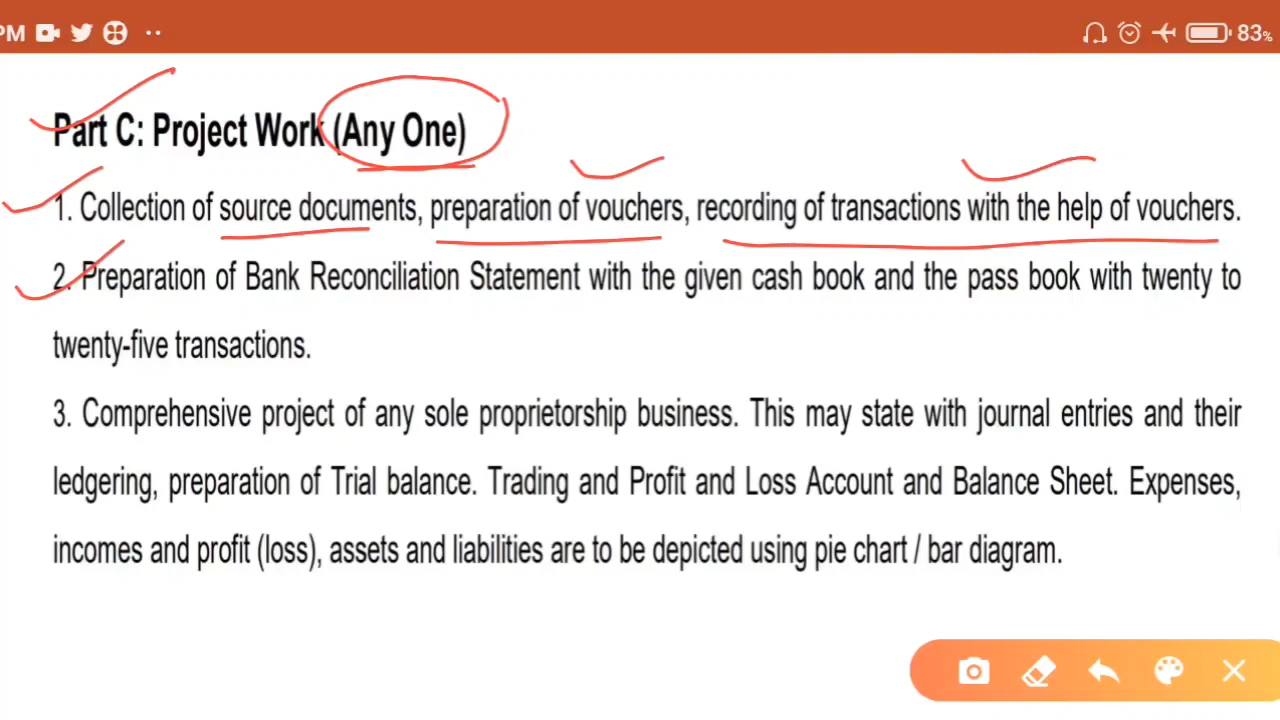 PM 83%
Part C: Project Work (Any One)
1. Collection of source documents, preparation of vouchers, recording of transactions with the help of vouchers.
2. Preparation of Bank Reconciliation Statement with the given cash book and the pass book with twenty to
twenty-five transactions.
3. Comprehensive project of any sole proprietorship business. This may state with journal entries and their
ledgering, preparation of Trial balance. Trading and Profit and Loss Account and Balance Sheet. Expenses,
incomes and profit (loss), assets and liabilities are to be depicted using pie chart / bar diagram.